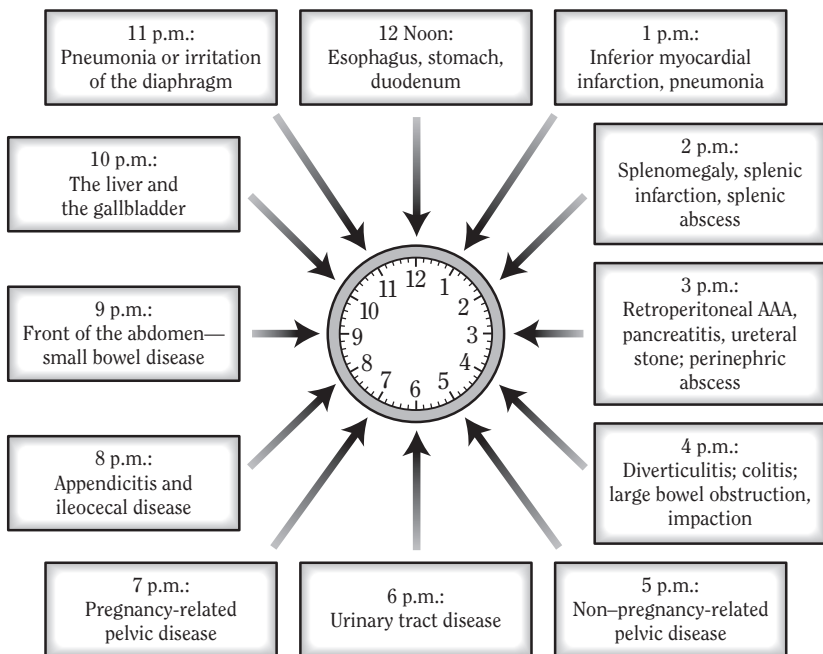 11 p.m.:
Pneumonia or irritation
of the diaphragm
12 Noon:
Esophagus, stomach,
duodenum
1 p.m.:
Inferior myocardial
infarction, pneumonia
10 p.m.:
The liver and
the gallbladder
2 p.m.:
Splenomegaly, splenic
infarction, splenic
abscess
9 p.m.:
Front of the abdomen—
small bowel disease
12
1
2
3
4
5
6
7
8
9
10
11
3 p.m.:
Retroperitoneal AAA,
pancreatitis, ureteral
stone; perinephric
abscess
8 p.m.:
Appendicitis and
ileocecal disease
4 p.m.:
Diverticulitis; colitis;
large bowel obstruction,
impaction
7 p.m.:
Pregnancy-related
pelvic disease
6 p.m.:
Urinary tract disease
5 p.m.:
Non–pregnancy-related
pelvic disease